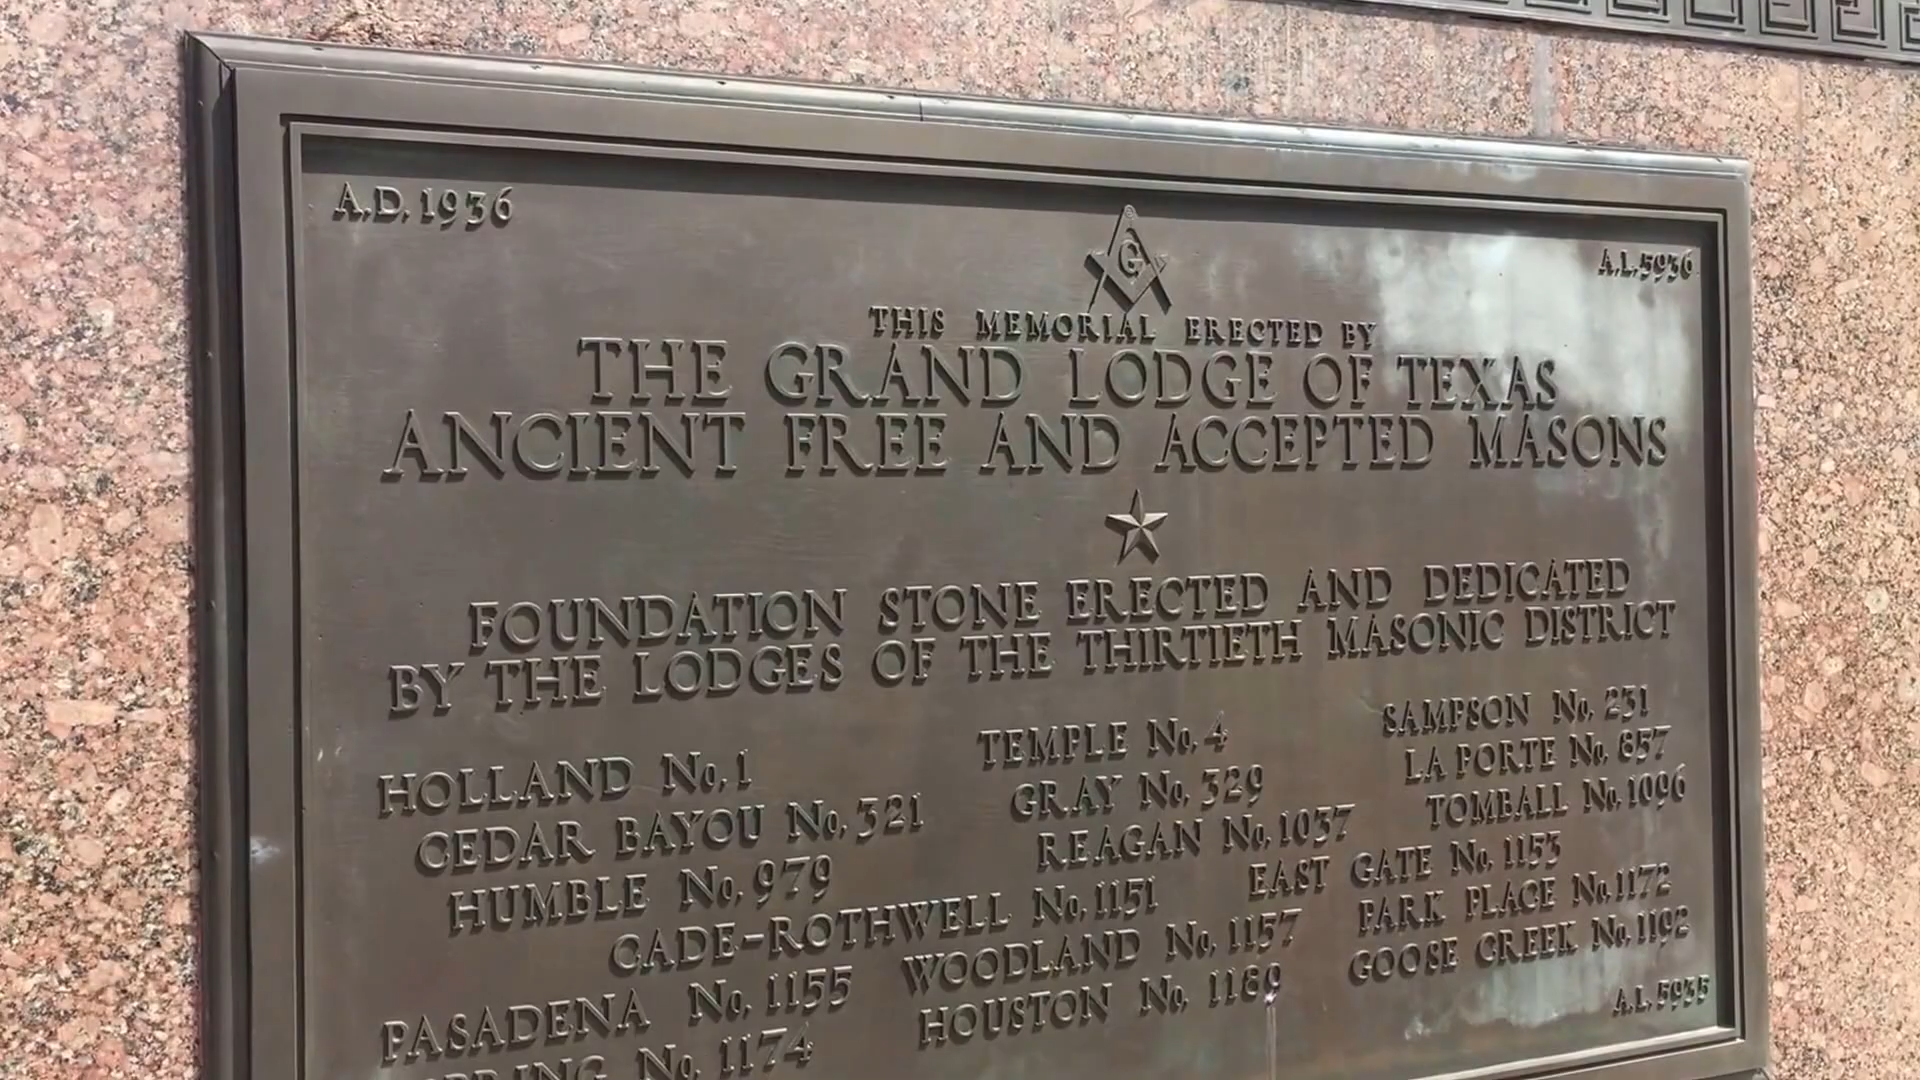 A.D. 1936
A.L. 5936
G
THIS MEMORIAL ERECTED BY
THE GRAND LODGE OF TEXAS
ANCIENT FREE AND ACCEPTED MASONS
FOUNDATION STONE ERECTED AND DEDICATED
BY THE LODGES OF THE THIRTIETH MASONIC DISTRICT
HOLLAND No. 1 TEMPLE No. 4 SAMPSON No. 231
CEDAR BAYOU No. 321 GRAY No. 329 LA PORTE No. 857
HUMBLE No. 979 REAGAN No. 1037 TOMBALL No. 1096
CADE-ROTHWELL No. 1151 EAST GATE No. 1153
PASADENA No. 1155 WOODLAND No. 1157 PARK PLACE No. 1172
SPRING No. 1174 HOUSTON No. 1189 GOOSE CREEK No. 1192
A.L. 5935